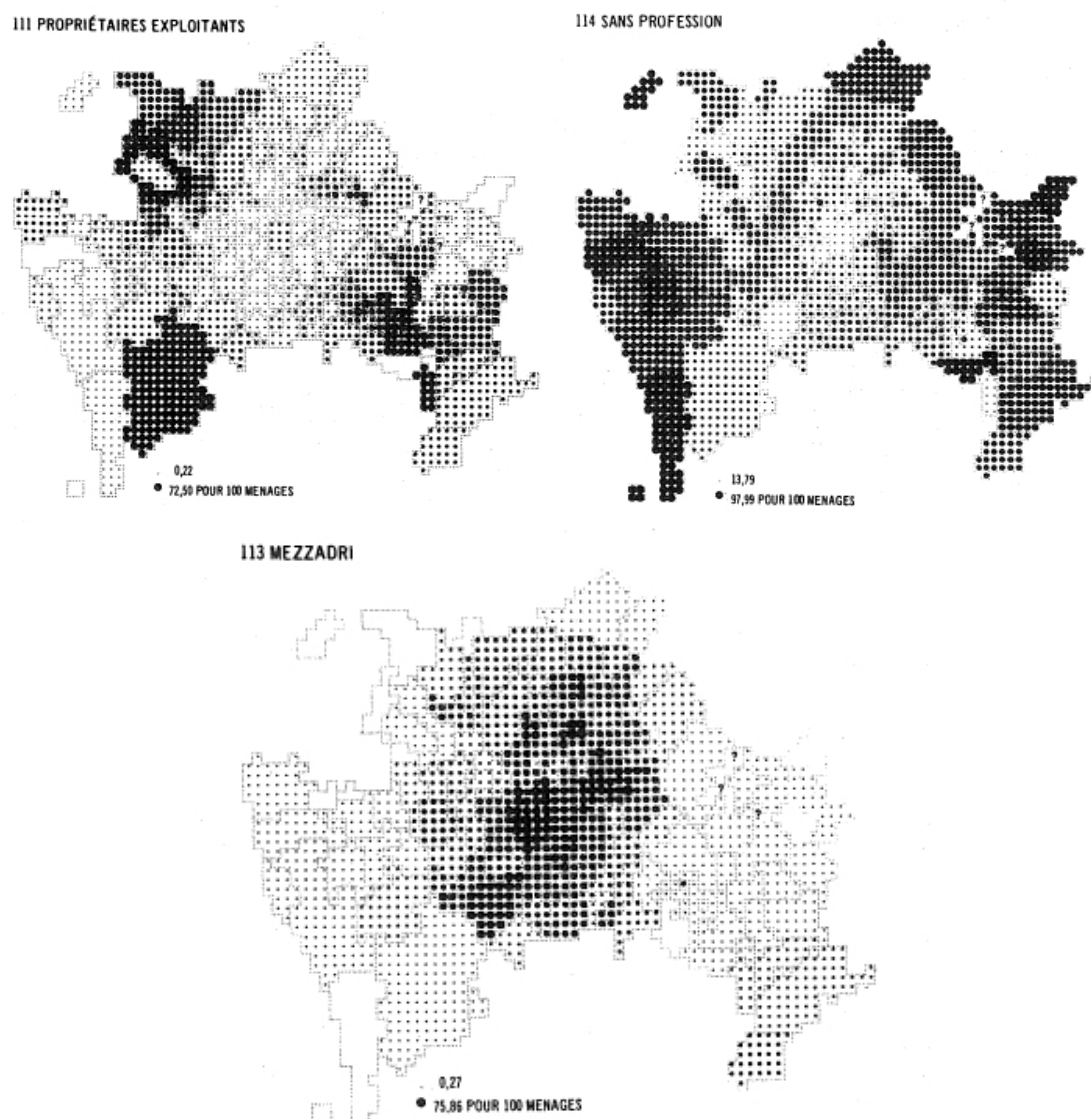 111 PROPRIÉTAIRES EXPLOITANTS
114 SANS PROFESSION
?
?
?
?
?
0,22
72,50 POUR 100 MENAGES
13,79
97,99 POUR 100 MENAGES
113 MEZZADRI
?
?
?
0,27
75,86 POUR 100 MENAGES